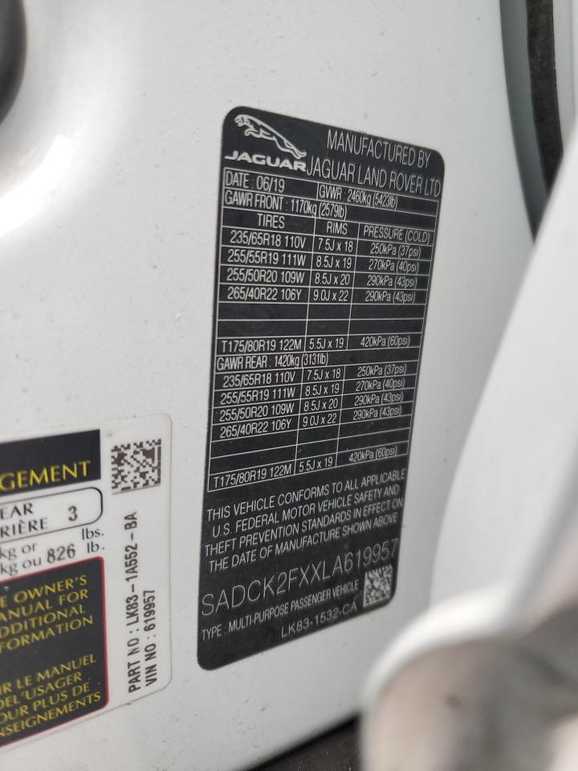 JAGUAR
MANUFACTURED BY
JAGUAR LAND ROVER LTD
DATE 06/19 GVWR 2460kg (5423lb)
GAWR FRONT : 1170kg (2579lb)
TIRES RIMS PRESSURE (COLD)
235/65R18 110V 7.5J x 18 250kPa (37psi)
255/55R19 111W 8.5J x 19 270kPa (40psi)
255/50R20 109W 8.5J x 20 290kPa (43psi)
265/40R22 106Y 9.0J x 22 290kPa (43psi)
T175/80R19 122M 5.5J x 19 420kPa (60psi)
GAWR REAR : 1420kg (3131lb)
235/65R18 110V 7.5J x 18 250kPa (37psi)
255/55R19 111W 8.5J x 19 270kPa (40psi)
255/50R20 109W 8.5J x 20 290kPa (43psi)
265/40R22 106Y 9.0J x 22 290kPa (43psi)
T175/80R19 122M 5.5J x 19 420kPa (60psi)
THIS VEHICLE CONFORMS TO ALL APPLICABLE
U.S. FEDERAL MOTOR VEHICLE SAFETY AND
THEFT PREVENTION STANDARDS IN EFFECT ON
THE DATE OF MANUFACTURE SHOWN ABOVE
SADCK2FXXLA619957
TYPE : MULTI-PURPOSE PASSENGER VEHICLE
LK83-1532-CA
GEMENT
EAR
RIÈRE 3
kg or lbs.
kg ou 826 lb.
E OWNER'S
ANUAL FOR
ADDITIONAL
FORMATION
R LE MANUEL
DEL'USAGER
OUR PLUS DE
NSEIGNEMENTS
PART NO : LK83-1A552-BA
VIN NO : 619957